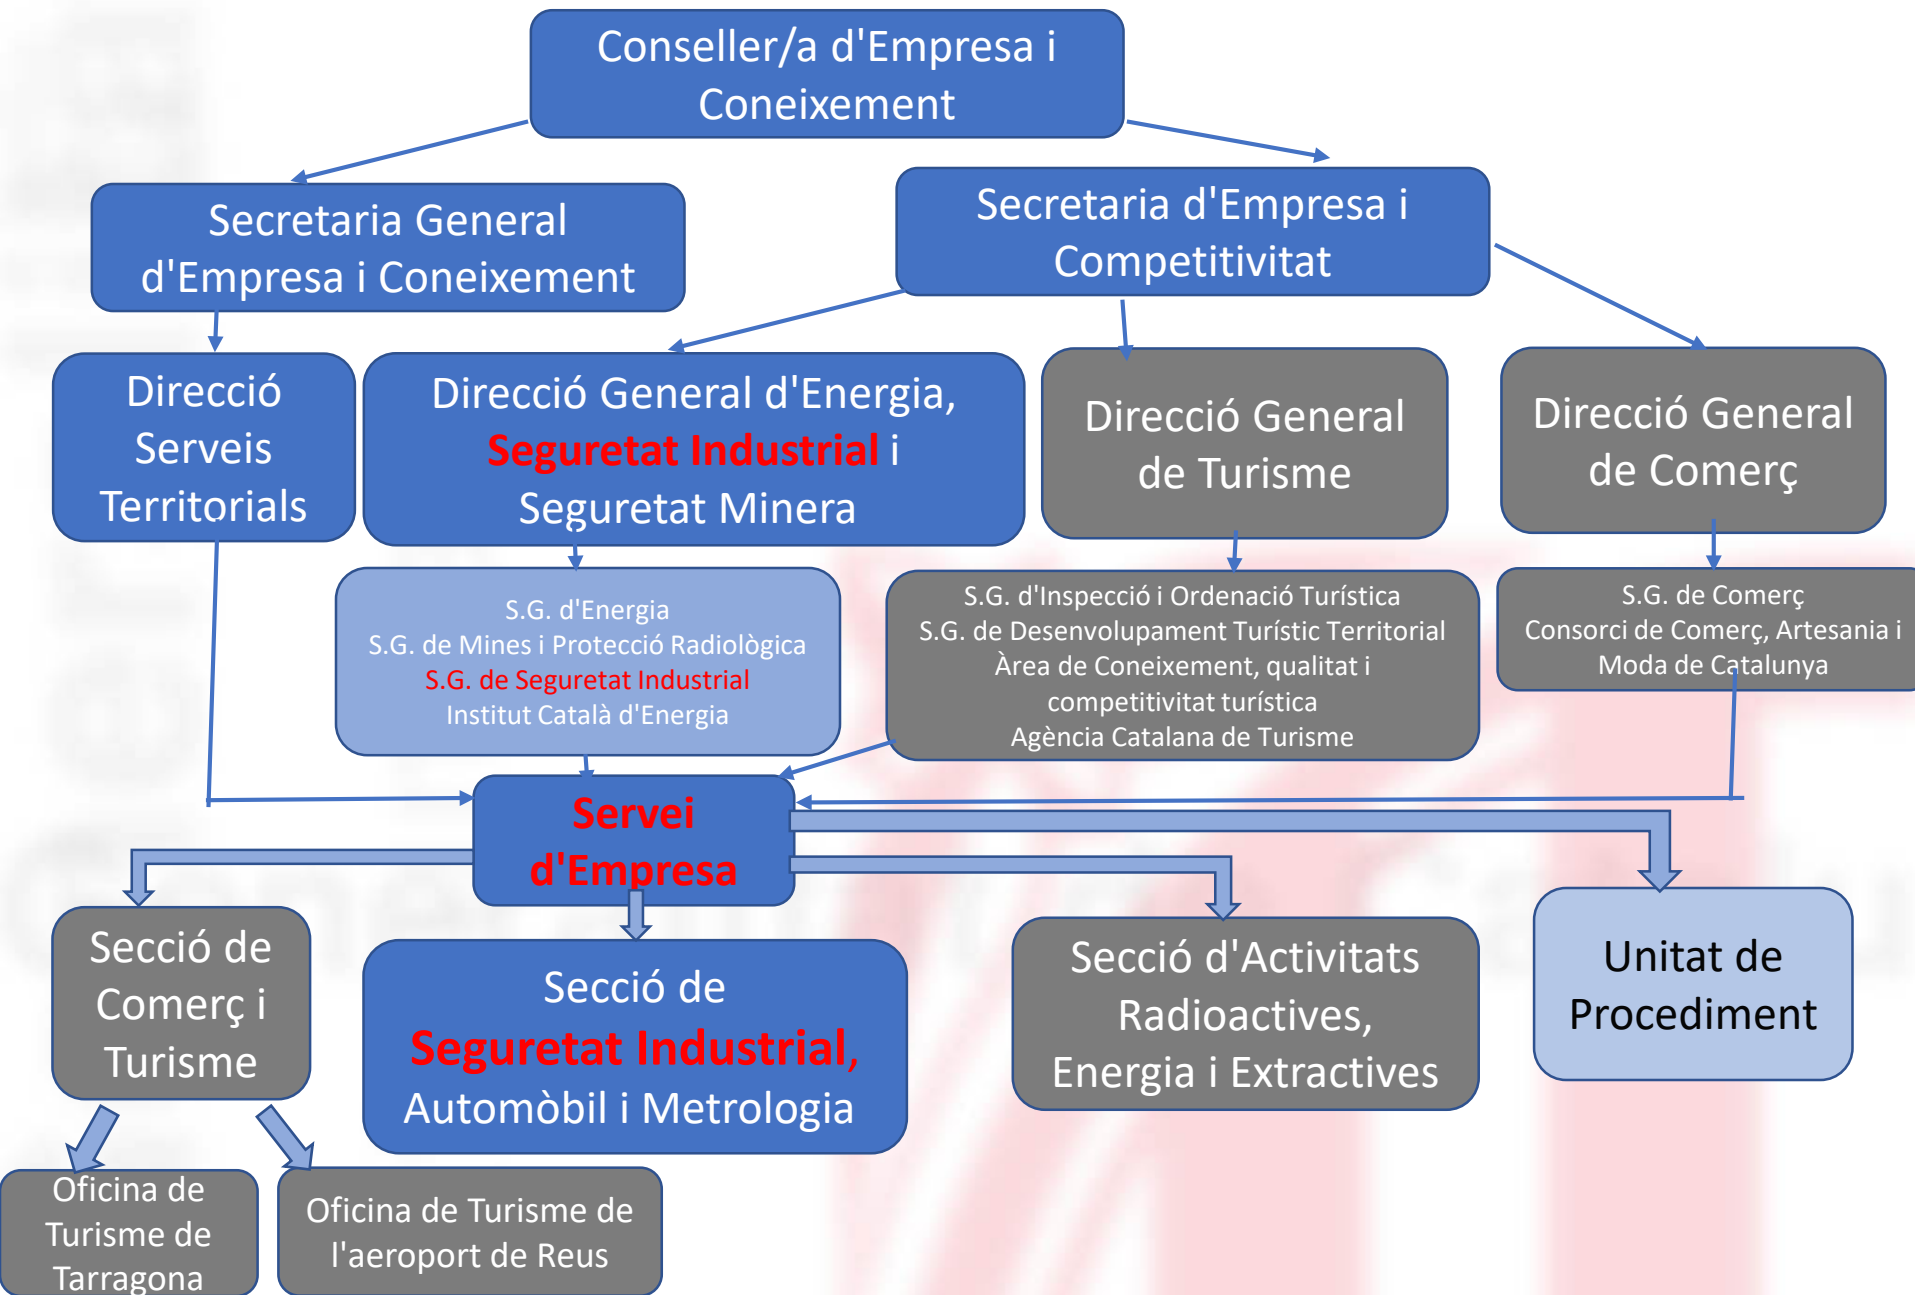 Conseller/a d'Empresa i
Coneixement
Secretaria General
d'Empresa i Coneixement
Secretaria d'Empresa i
Competitivitat
Direcció
Serveis
Territorials
Direcció General d'Energia,
Seguretat Industrial i
Seguretat Minera
Direcció General
de Turisme
Direcció General
de Comerç
S.G. d'Energia
S.G. de Mines i Protecció Radiològica
S.G. de Seguretat Industrial
Institut Català d'Energia
S.G. d'Inspecció i Ordenació Turística
S.G. de Desenvolupament Turístic Territorial
Àrea de Coneixement, qualitat i
competitivitat turística
Agència Catalana de Turisme
S.G. de Comerç
Consorci de Comerç, Artesania i
Moda de Catalunya
Servei
d'Empresa
Secció de
Comerç i
Turisme
Secció de
Seguretat Industrial,
Automòbil i Metrologia
Secció d'Activitats
Radioactives,
Energia i Extractives
Unitat de
Procediment
Oficina de
Turisme de
Tarragona
Oficina de Turisme de
l'aeroport de Reus